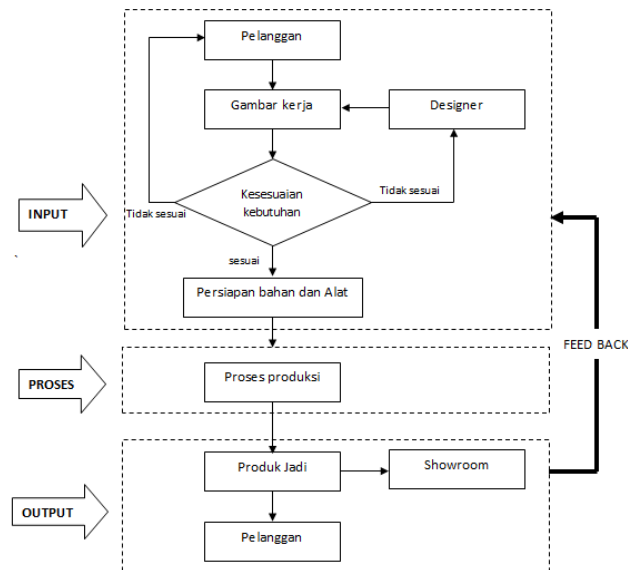 Pelanggan
Gambar kerja
Designer
Kesesuaian
kebutuhan
Tidak sesuai
Tidak sesuai
INPUT
sesuai
Persiapan bahan dan Alat
FEED BACK
PROSES
Proses produksi
Produk Jadi
Showroom
OUTPUT
Pelanggan